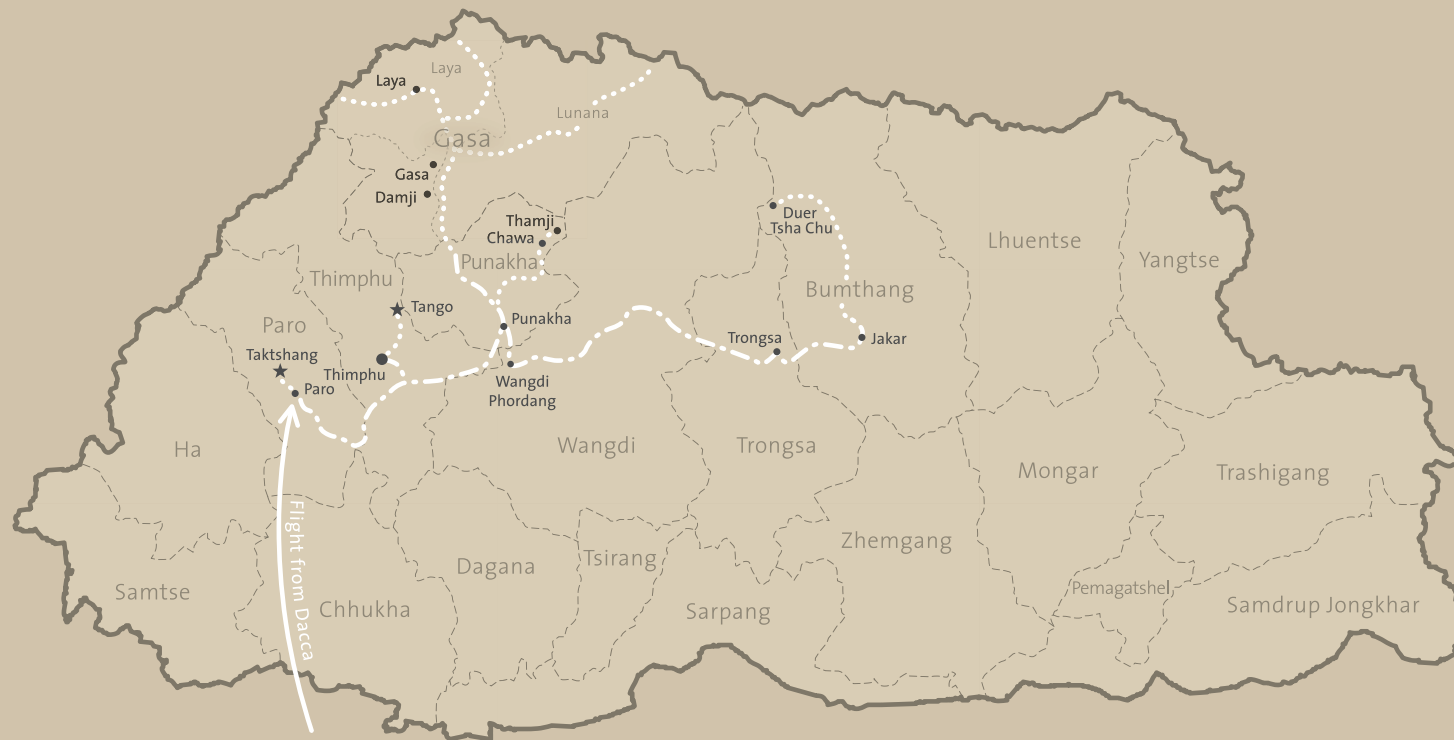 Laya
Laya
Lunana
Gasa
Gasa
Damji
Thamji
Chawa
Punakha
Duer
Tsha Chu
Lhuentse
Yangtse
Thimphu
Bumthang
Tango
Paro
Punakha
Taktshang
Trongsa
Jakar
Thimphu
Paro
Wangdi
Phordang
Ha
Wangdi
Trongsa
Mongar
Trashigang
Flight from Dacca
Zhemgang
Dagana
Tsirang
Samtse
Chhukha
Sarpang
Pemagatshel
Samdrup Jongkhar